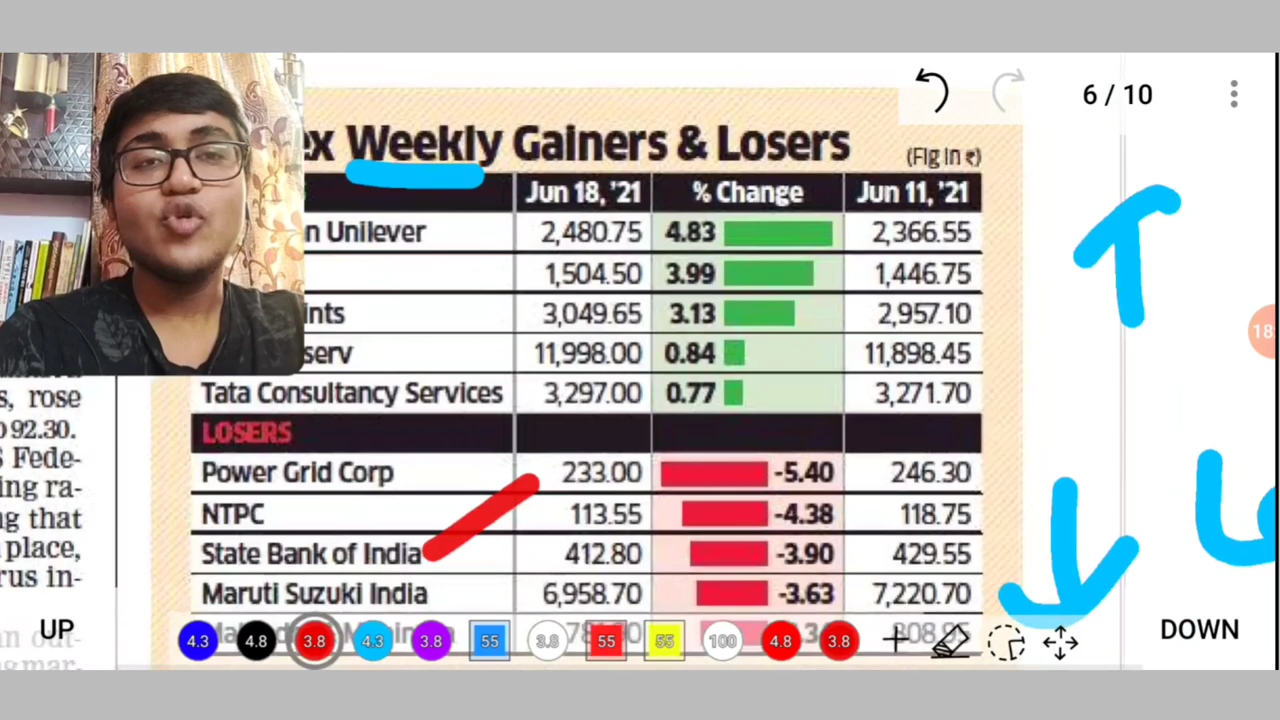 6 / 10
ex Weekly Gainers & Losers
(Fig in ₹)
Jun 18, '21 % Change Jun 11, '21
n Unilever 2,480.75 4.83 2,366.55
1,504.50 3.99 1,446.75
ints 3,049.65 3.13 2,957.10
serv 11,998.00 0.84 11,898.45
Tata Consultancy Services 3,297.00 0.77 3,271.70
LOSERS
Power Grid Corp 233.00 -5.40 246.30
NTPC 113.55 -4.38 118.75
State Bank of India 412.80 -3.90 429.55
Maruti Suzuki India 6,958.70 -3.63 7,220.70
s, rose
92.30.
Fede-
ing ra-
g that
place,
rus in-
an out-
mar-
UP
4.3 4.8 3.8 4.3 3.8 55 3.8 55 55 100 4.8 3.8
DOWN
18